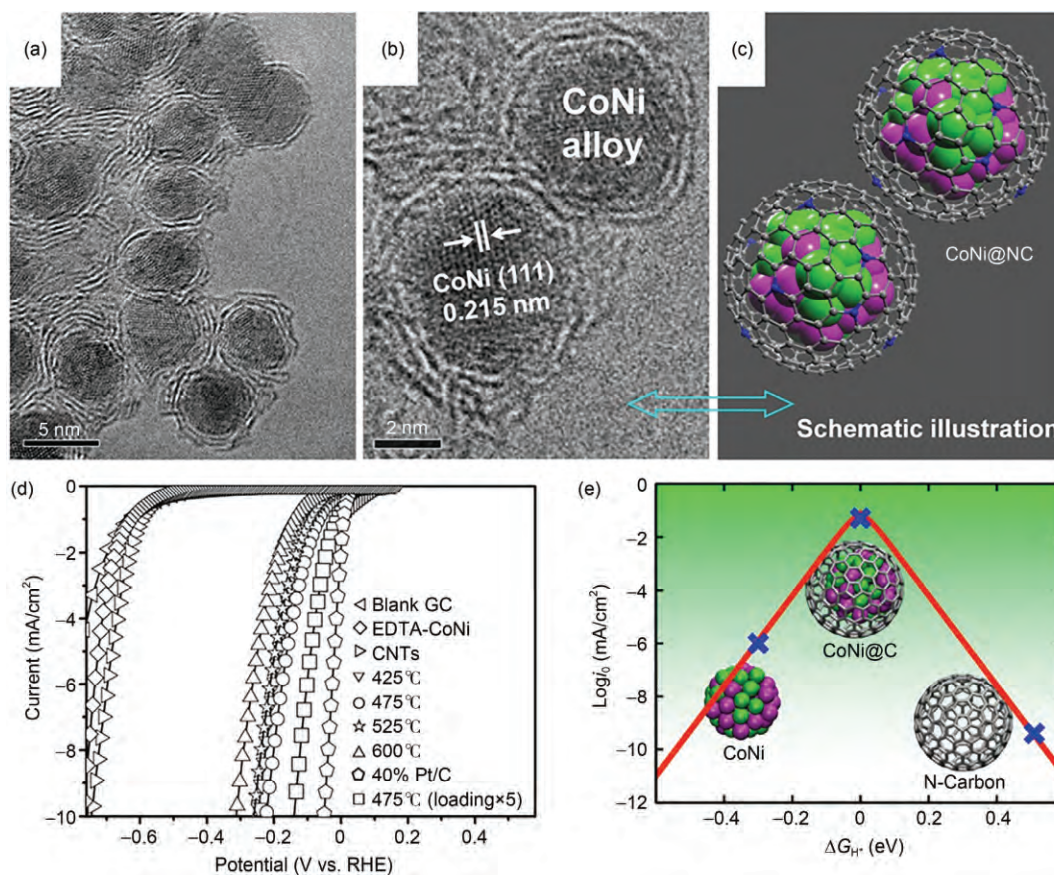 (a)
5 nm
(b)
CoNi
alloy
CoNi (111)
0.215 nm
2 nm
(c)
CoNi@NC
Schematic illustration
(d)
Current (mA/cm²)
0
−2
−4
−6
−8
−10
−0.6
−0.4
−0.2
0
0.2
0.4
Potential (V vs. RHE)
Blank GC
EDTA-CoNi
CNTs
425℃
475℃
525℃
600℃
40% Pt/C
475℃ (loading×5)
(e)
Logi₀ (mA/cm²)
0
−2
−4
−6
−8
−10
−12
−0.4
−0.2
0
0.2
0.4
ΔG_H* (eV)
CoNi@C
CoNi
N-Carbon